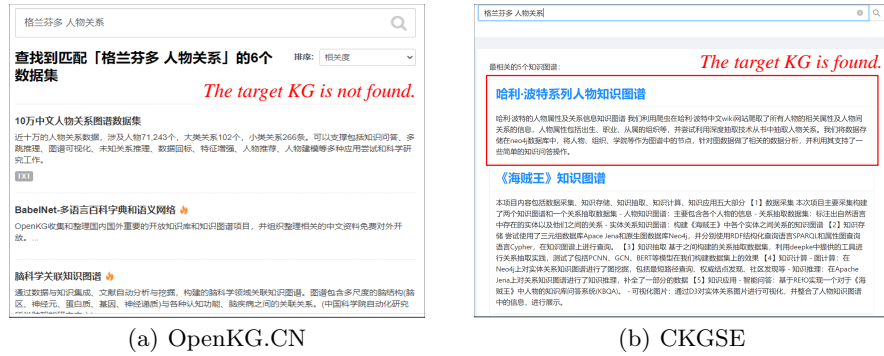 格兰芬多 人物关系
查找到匹配「格兰芬多 人物关系」的6个
数据集
排序:
相关度
The target KG is not found.
10万中文人物关系图谱数据集
近十万的人物关系数据，涉及人物71,243个，大类关系102个，小类关系266条。可以支撑包括知识问答、多
跳推理、图谱可视化、未知关系推理、数据回标、特征增强、人物推荐、人物建模等多种应用尝试和科学研
究工作。
TXT
BabelNet-多语言百科字典和语义网络
OpenKG收集和整理国内国外重要的开放知识库和知识图谱项目，并组织整理相关的中文资料免费对外开
放。...
脑科学关联知识图谱
通过数据与知识集成、文献自动分析与挖掘，构建的脑科学领域关联知识图谱。图谱包含多尺度的脑结构(脑
区、神经元、蛋白质、基因、神经递质)与各种认知功能、脑疾病之间的关联关系。(中国科学院自动化研究
(a) OpenKG.CN
格兰芬多 人物关系
最相关的5个知识图谱:
The target KG is found.
哈利·波特系列人物知识图谱
哈利波特的人物属性及关系信息知识图谱 我们利用爬虫在哈利波特中文wiki网站爬取了所有人物的相关属性及人物间
关系的信息，人物属性包括出生、职业、从属的组织等，并尝试利用深度抽取技术从书中抽取人物关系。我们将数据存
储在neo4j数据库中，将人物、组织、学院等作为图谱中的节点，针对图数据做了相关的数据分析，并利用其支持了一
些简单的知识问答操作。
《海贼王》知识图谱
本项目内容包括数据采集、知识存储、知识抽取、知识计算、知识应用五大部分 【1】数据采集 本次项目主要采集构建
了两个知识图谱和一个关系抽取数据集 - 人物知识图谱：主要包含各个人物的信息 - 关系抽取数据集：标注出自然语言
中存在的实体以及他们之间的关系 - 实体关系知识图谱：构建《海贼王》中各个实体之间关系的知识图谱 【2】知识存
储 尝试使用了三元组数据库Apace Jena和原生图数据库Neo4j，并分别使用RDF结构化查询语言SPARQL和属性图查询
语言Cypher，在知识图谱上进行查询。 【3】知识抽取 基于之间构建的关系抽取数据集，利用deepke中提供的工具进
行关系抽取实践，测试了包括PCNN、GCN、BERT等模型在我们构建数据集上的效果 【4】知识计算 - 图计算：在
Neo4j上对实体关系知识图谱进行了图挖掘，包括最短路径查询、权威结点发现、社区发现等 - 知识推理：在Apache
Jena上对关系知识图谱进行了知识推理，补全了一部分的数据 【5】知识应用 - 智能问答：基于REfO实现一个对于《海
贼王》中人物的知识库问答系统(KBQA)。 - 可视化图片：通过D3对实体关系图片进行可视化，并整合了人物知识图谱
中的信息，进行展示。
(b) CKGSE